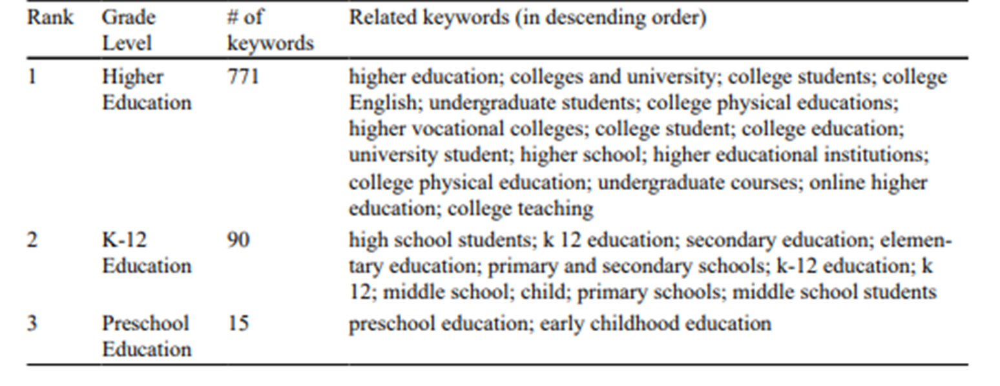 Rank Grade Level # of keywords Related keywords (in descending order)
1 Higher Education 771 higher education; colleges and university; college students; college
English; undergraduate students; college physical educations;
higher vocational colleges; college student; college education;
university student; higher school; higher educational institutions;
college physical education; undergraduate courses; online higher
education; college teaching
2 K-12 Education 90 high school students; k 12 education; secondary education; elemen-
tary education; primary and secondary schools; k-12 education; k
12; middle school; child; primary schools; middle school students
3 Preschool Education 15 preschool education; early childhood education